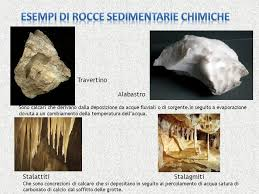 ESEMPI DI ROCCE SEDIMENTARIE CHIMICHE
Travertino
Alabastro
Sono calcari che derivano dalla deposizione da acque fluviali o di sorgente,in seguito a evaporazione
dovuta a un cambiamento della temperatura dell'acqua.
Stalattiti
Stalagmiti
Che sono concrezioni di calcare che si depositano in seguito al percolamento di acqua satura di
carbonato di calcio dal soffitto delle grotte.